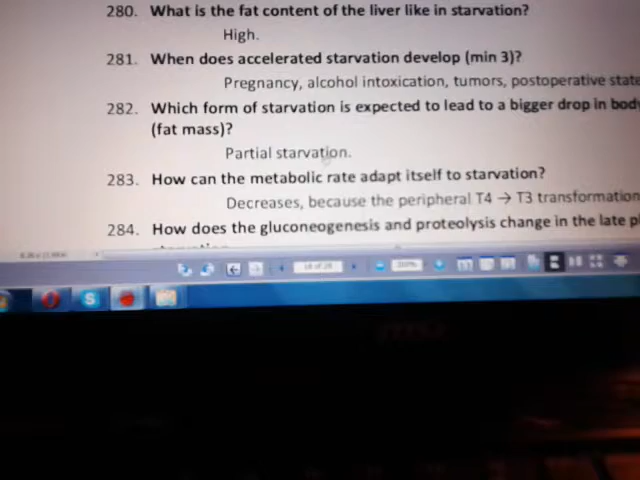 280. What is the fat content of the liver like in starvation?
High.
281. When does accelerated starvation develop (min 3)?
Pregnancy, alcohol intoxication, tumors, postoperative state
282. Which form of starvation is expected to lead to a bigger drop in body
(fat mass)?
Partial starvation.
283. How can the metabolic rate adapt itself to starvation?
Decreases, because the peripheral T4 → T3 transformation
284. How does the gluconeogenesis and proteolysis change in the late